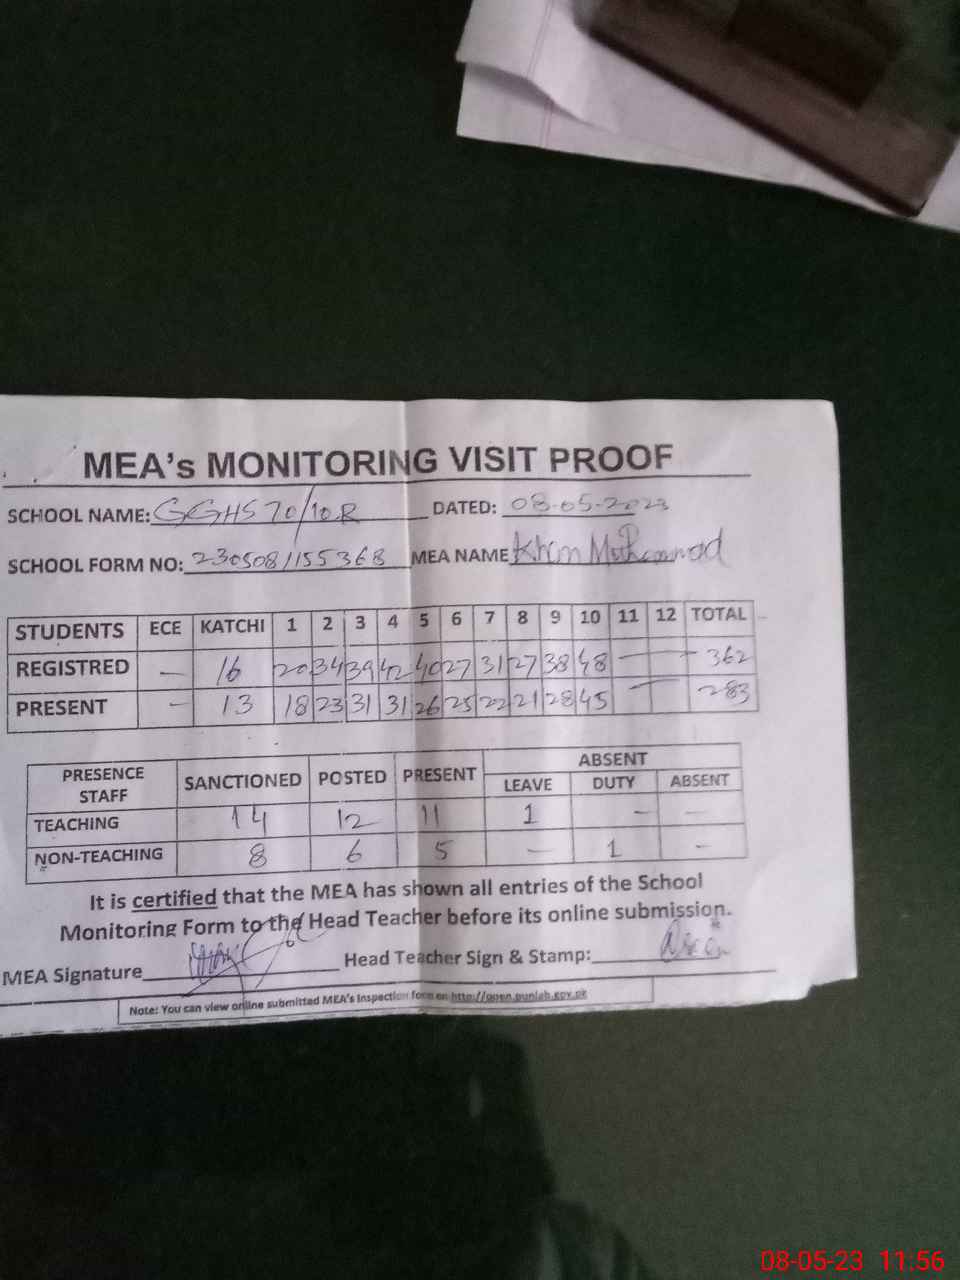 MEA's MONITORING VISIT PROOF
SCHOOL NAME: GGHS 70/10R DATED: 08-05-2023
SCHOOL FORM NO: 230508/155368 MEA NAME Muhammad
STUDENTS ECE KATCHI 1 2 3 4 5 6 7 8 9 10 11 12 TOTAL
REGISTRED — 16 20 34 39 42 40 27 31 27 38 48 — 362
PRESENT - 13 18 23 31 31 26 25 22 21 28 45 — 283
PRESENCE STAFF SANCTIONED POSTED PRESENT ABSENT
LEAVE DUTY ABSENT
TEACHING 14 12 11 1 — —
NON-TEACHING 8 6 5 — 1 -
It is certified that the MEA has shown all entries of the School
Monitoring Form to the Head Teacher before its online submission.
MEA Signature Head Teacher Sign & Stamp:
Note: You can view online submitted MEA's Inspection form on http://open.punjab.gov.pk
08-05-23 11:56